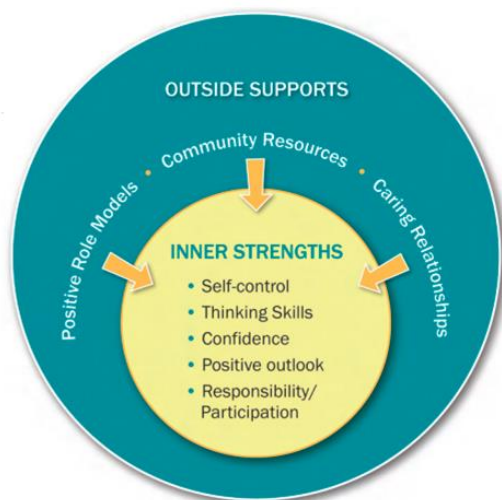 OUTSIDE SUPPORTS
Positive Role Models • Community Resources • Caring Relationships
INNER STRENGTHS
• Self-control
• Thinking Skills
• Confidence
• Positive outlook
• Responsibility/
Participation